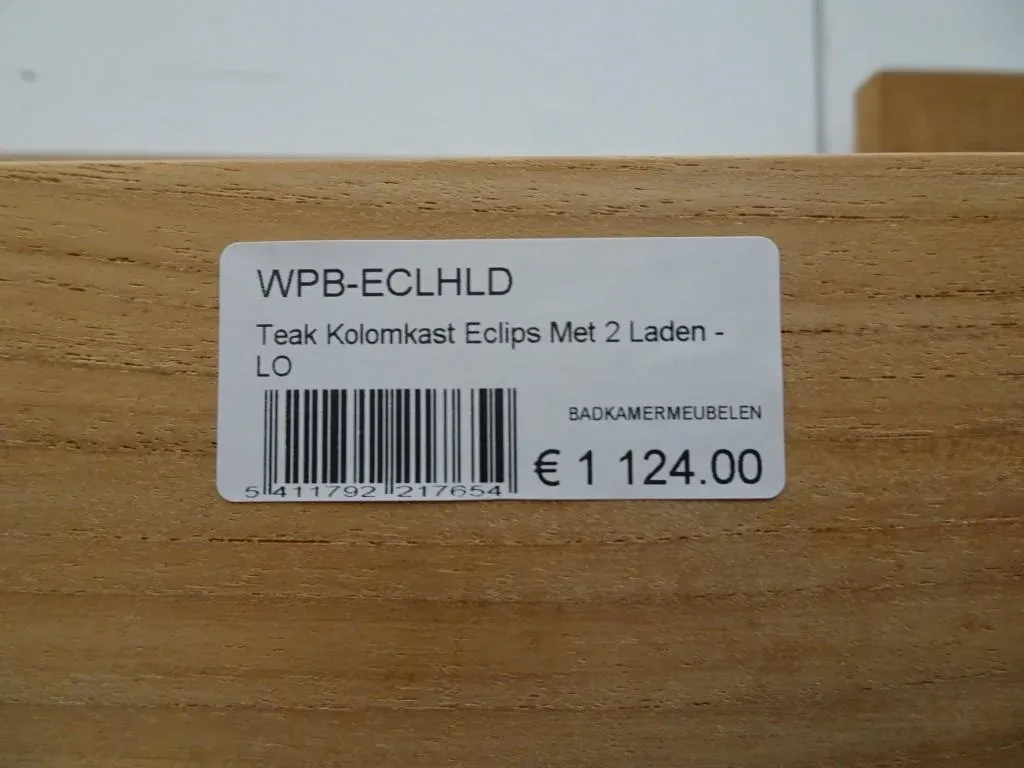 WPB-ECLHLD
Teak Kolomkast Eclips Met 2 Laden -
LO
BADKAMERMEUBELEN
€ 1 124.00
5 411792 217654